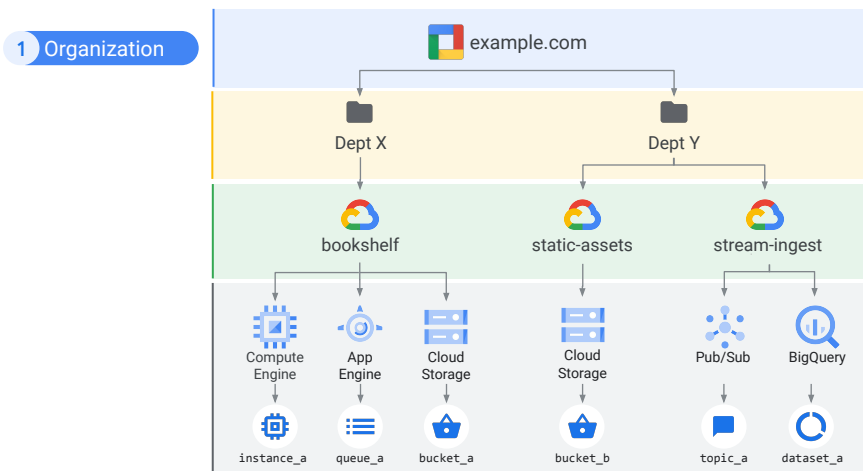 1 Organization
example.com
Dept X
Dept Y
bookshelf
static-assets
stream-ingest
Compute
Engine
App
Engine
Cloud
Storage
Cloud
Storage
Pub/Sub
BigQuery
instance_a
queue_a
bucket_a
bucket_b
topic_a
dataset_a